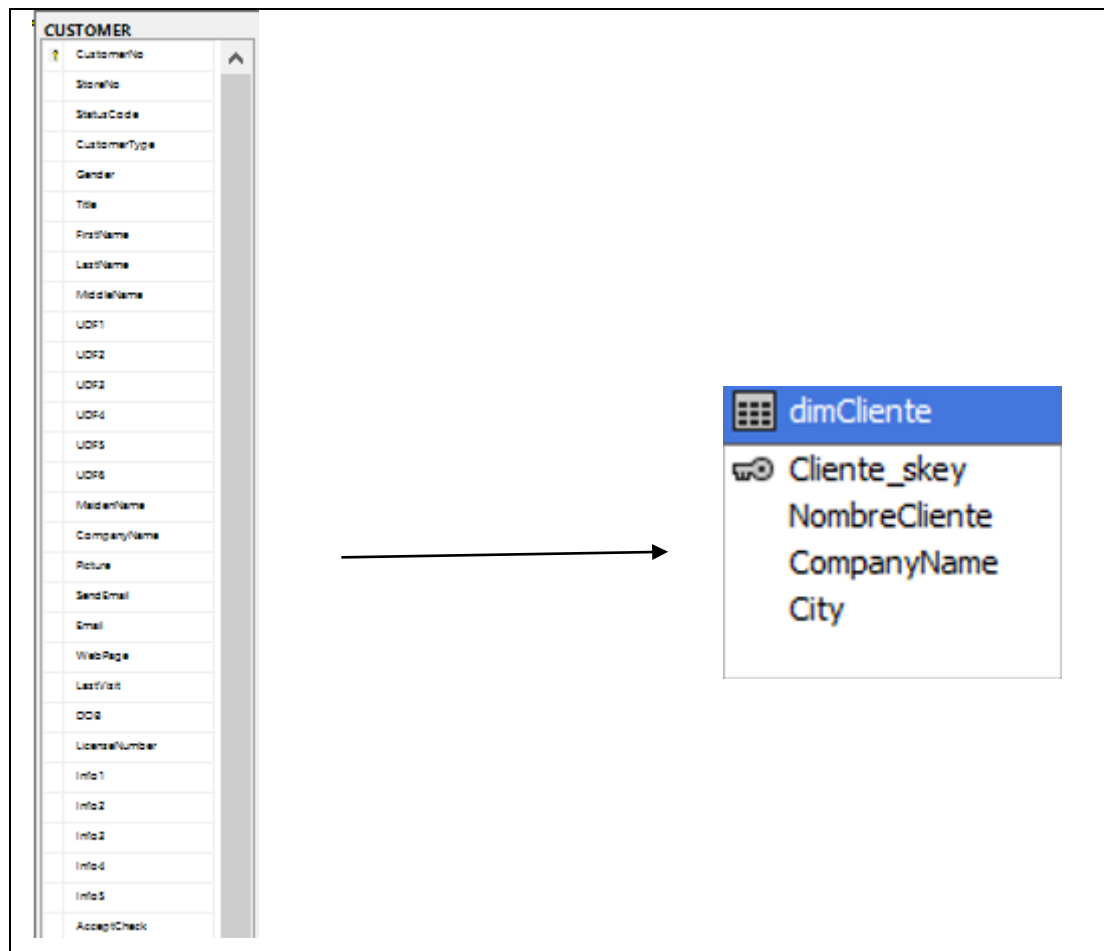 CUSTOMER
CustomerNo
StoreNo
StatusCode
CustomerType
Gender
Title
FirstName
LastName
MiddleName
UDF1
UDF2
UDF3
UDF4
UDF5
UDF6
MaidenName
CompanyName
Picture
SendEmail
Email
WebPage
LastVisit
DOB
LicenseNumber
Info1
Info2
Info3
Info4
Info5
AcceptCheck
dimCliente
Cliente_skey
NombreCliente
CompanyName
City